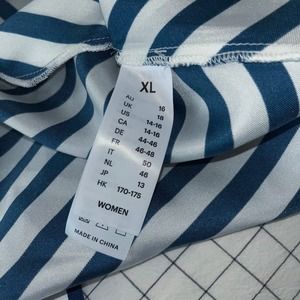 XL
AU 16
UK 18
US 14-16
CA 14-16
DE 44-46
FR 46-48
IT 50
NL 46
JP 13
HK 170-175
WOMEN
MADE IN CHINA